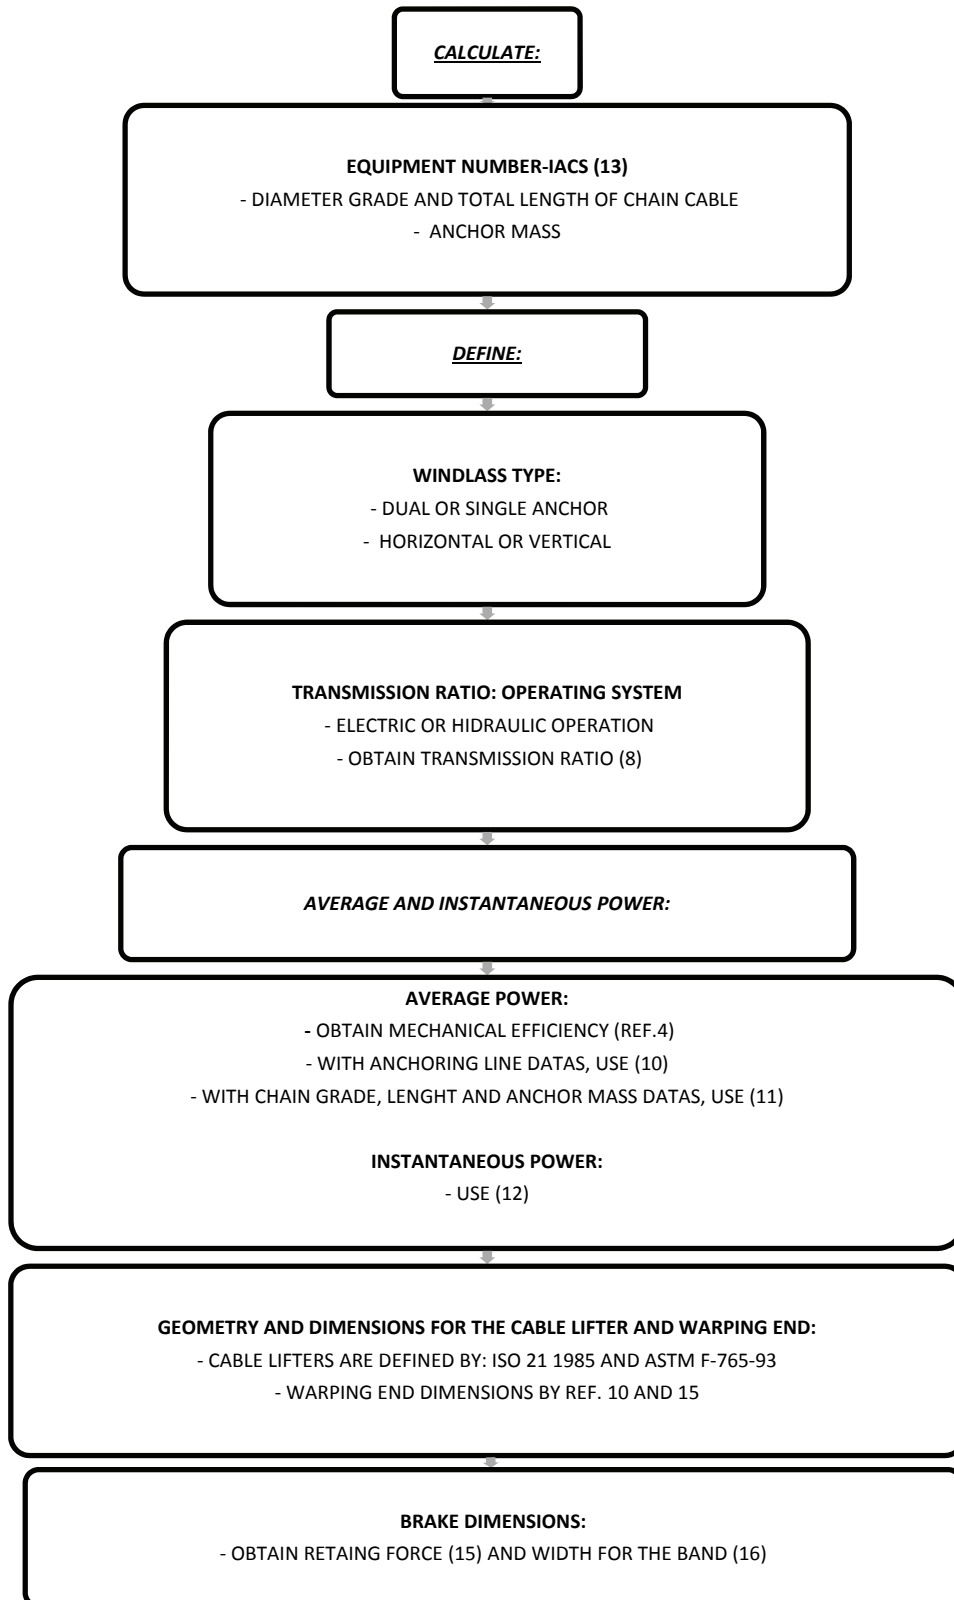 CALCULATE:
EQUIPMENT NUMBER-IACS (13)
- DIAMETER GRADE AND TOTAL LENGTH OF CHAIN CABLE
- ANCHOR MASS
DEFINE:
WINDLASS TYPE:
- DUAL OR SINGLE ANCHOR
- HORIZONTAL OR VERTICAL
TRANSMISSION RATIO: OPERATING SYSTEM
- ELECTRIC OR HIDRAULIC OPERATION
- OBTAIN TRANSMISSION RATIO (8)
AVERAGE AND INSTANTANEOUS POWER:
AVERAGE POWER:
- OBTAIN MECHANICAL EFFICIENCY (REF.4)
- WITH ANCHORING LINE DATAS, USE (10)
- WITH CHAIN GRADE, LENGHT AND ANCHOR MASS DATAS, USE (11)
INSTANTANEOUS POWER:
- USE (12)
GEOMETRY AND DIMENSIONS FOR THE CABLE LIFTER AND WARPING END:
- CABLE LIFTERS ARE DEFINED BY: ISO 21 1985 AND ASTM F-765-93
- WARPING END DIMENSIONS BY REF. 10 AND 15
BRAKE DIMENSIONS:
- OBTAIN RETAING FORCE (15) AND WIDTH FOR THE BAND (16)